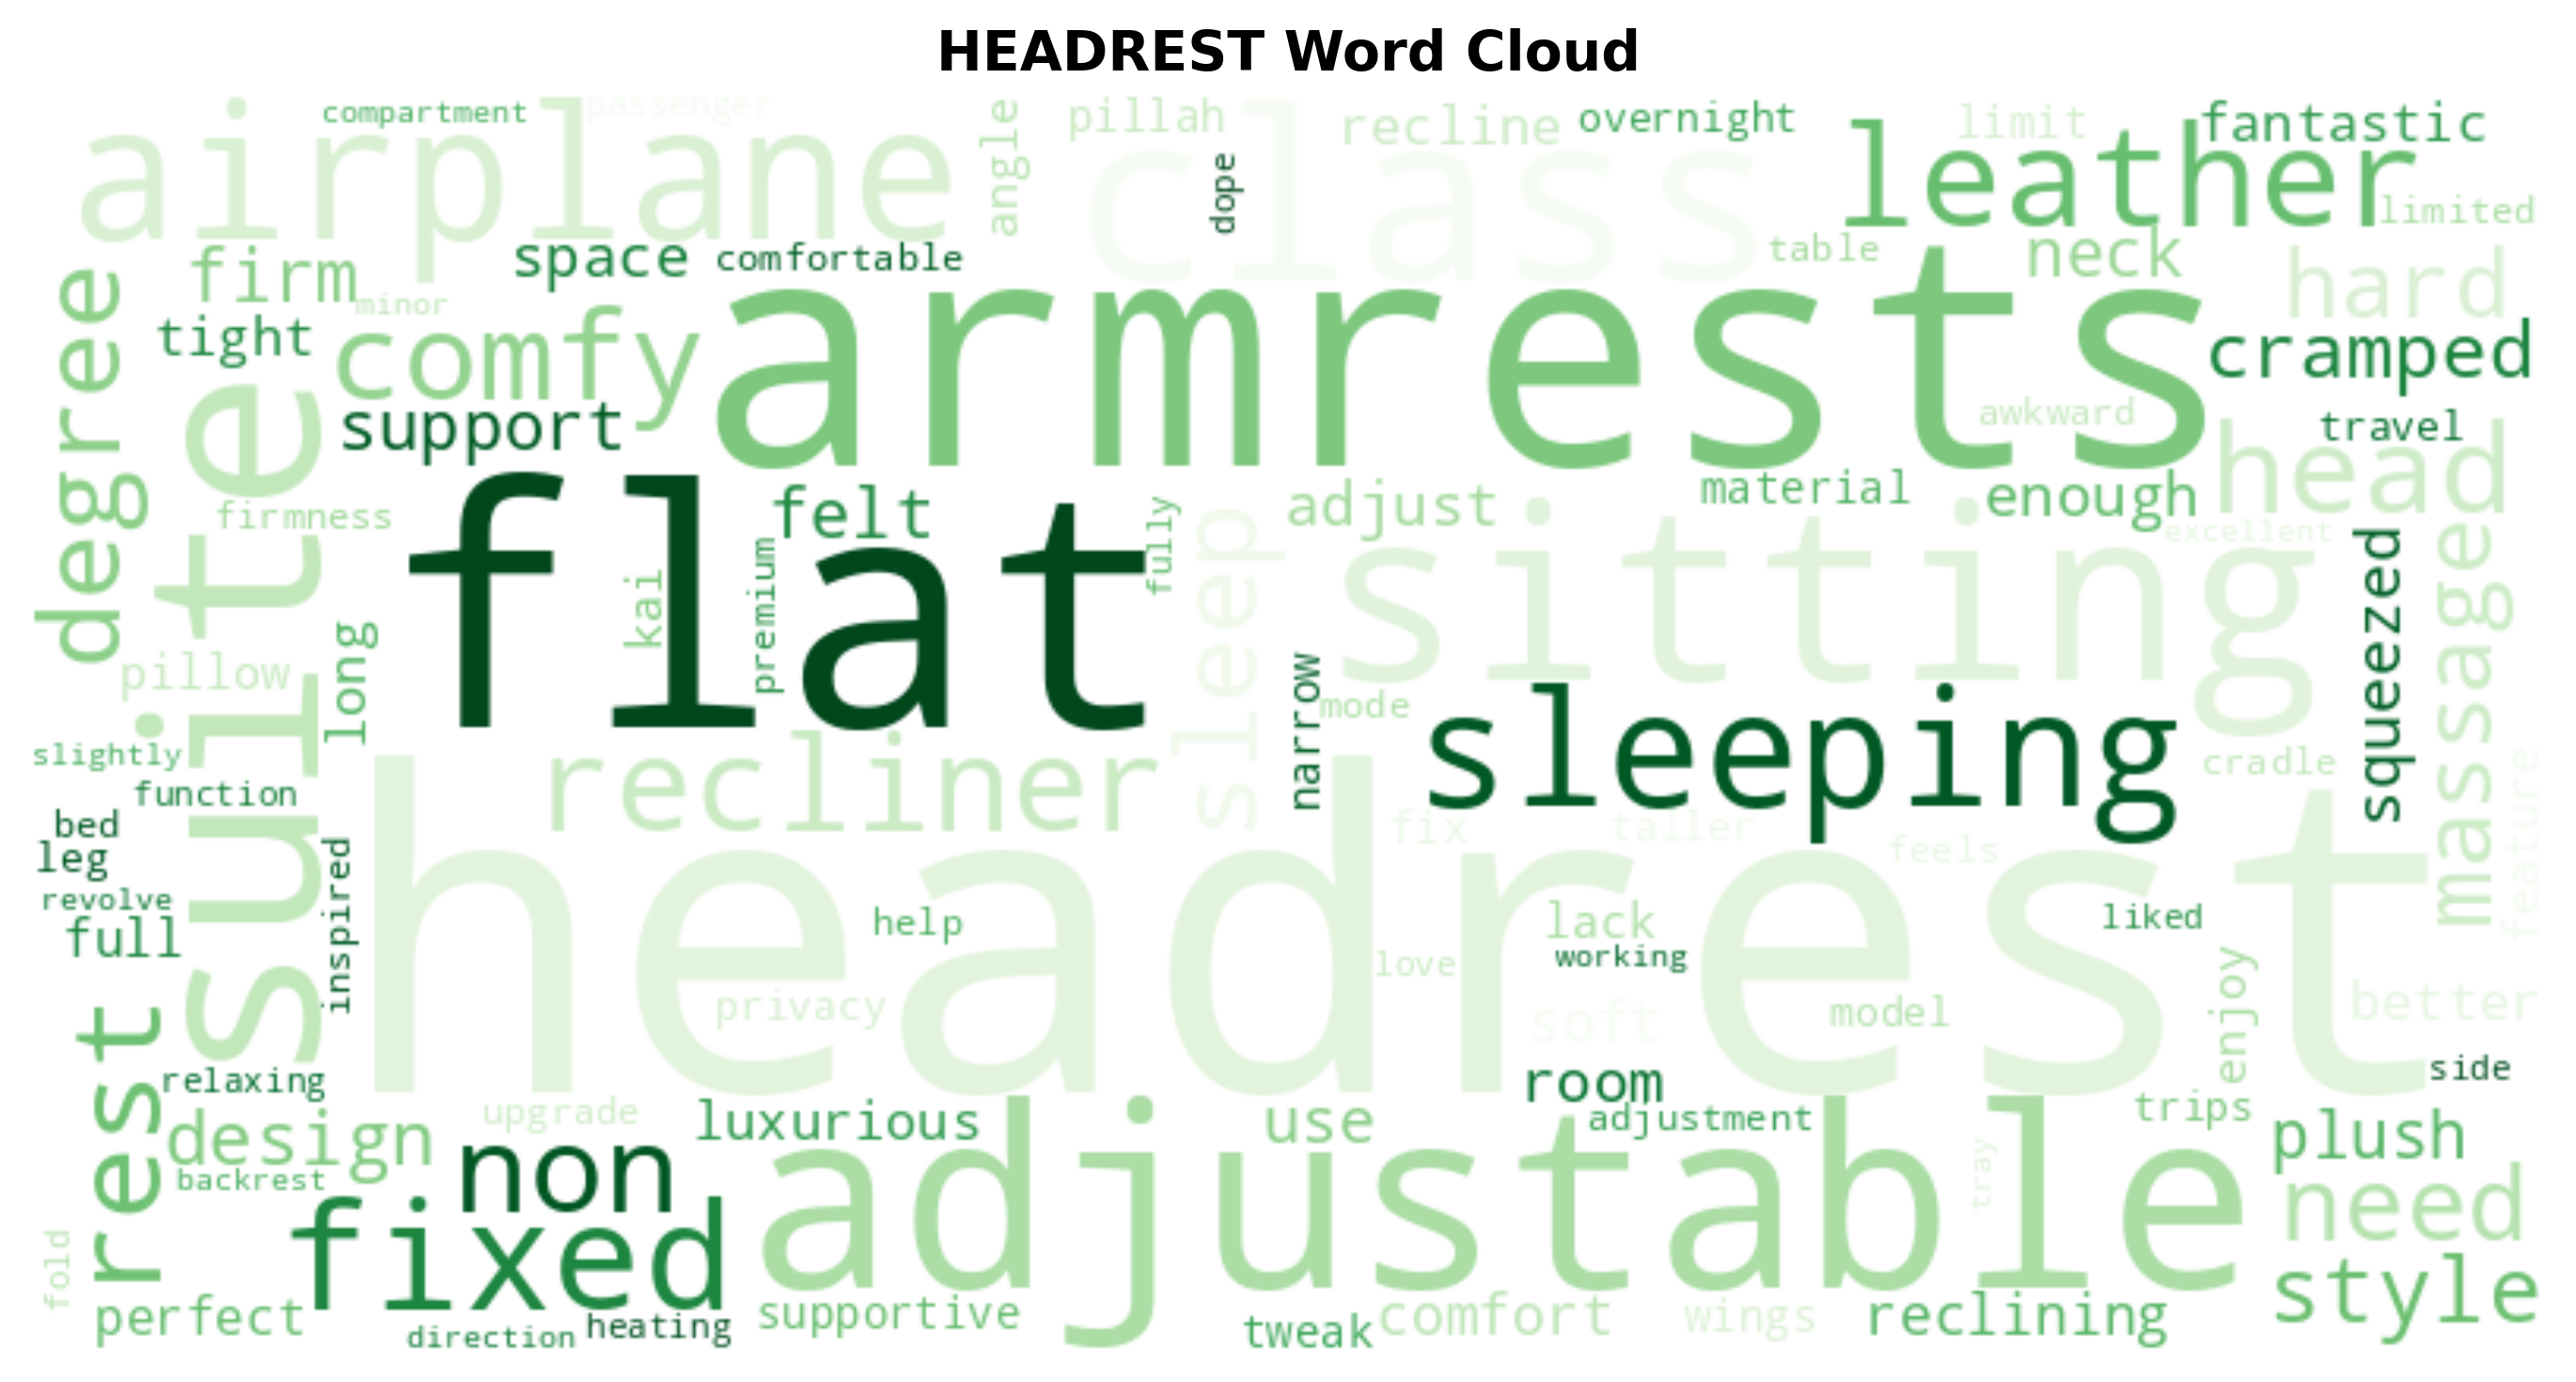 HEADREST Word Cloud
compartment
passenger
airplane
angle
pillah
class
dope
recline
overnight
limit
fantastic
leather
limited
firm
space
comfortable
table
neck
hard
minor
tight
comfy
armrests
cramped
degree
support
awkward
travel
suite
head
felt
adjust
material
enough
firmness
flat
fully
sleep
sitting
excellent
squeezed
massage
kai
premium
long
pillow
narrow
mode
sleeping
slightly
recliner
cradle
function
feature
bed
fix
taller
feels
leg
inspired
headrest
revolve
full
help
lack
liked
working
love
enjoy
privacy
soft
model
better
rest
relaxing
room
side
upgrade
luxurious
use
adjustment
trips
design
non
adjustable
tray
plush
backrest
need
fixed
fold
style
perfect
direction
heating
supportive
tweak
comfort
wings
reclining